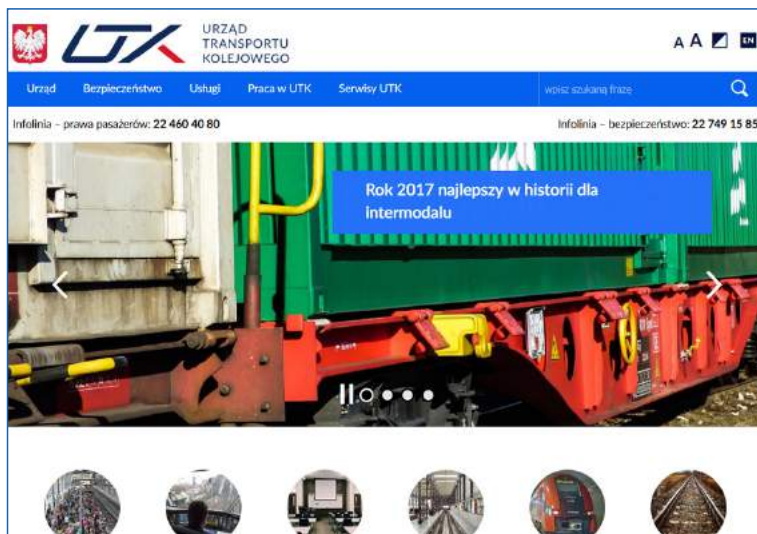 UTK
URZĄD
TRANSPORTU
KOLEJOWEGO
A A EN
Urząd Bezpieczeństwo Usługi Praca w UTK Serwisy UTK wpisz szukaną frazę
Infolinia – prawa pasażerów: 22 460 40 80 Infolinia – bezpieczeństwo: 22 749 15 85
Rok 2017 najlepszy w historii dla
intermodalu